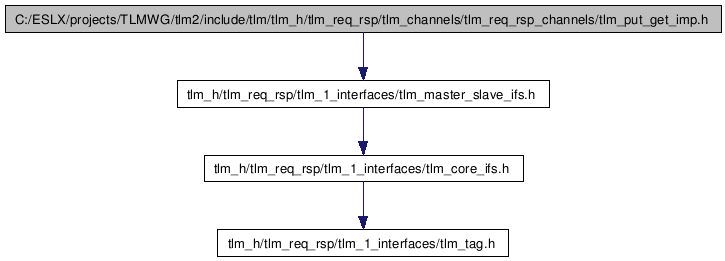 C:/ESLX/projects/TLMWG/tlm2/include/tlm/tlm_h/tlm_req_rsp/tlm_channels/tlm_req_rsp_channels/tlm_put_get_imp.h
tlm_h/tlm_req_rsp/tlm_1_interfaces/tlm_master_slave_ifs.h
tlm_h/tlm_req_rsp/tlm_1_interfaces/tlm_core_ifs.h
tlm_h/tlm_req_rsp/tlm_1_interfaces/tlm_tag.h